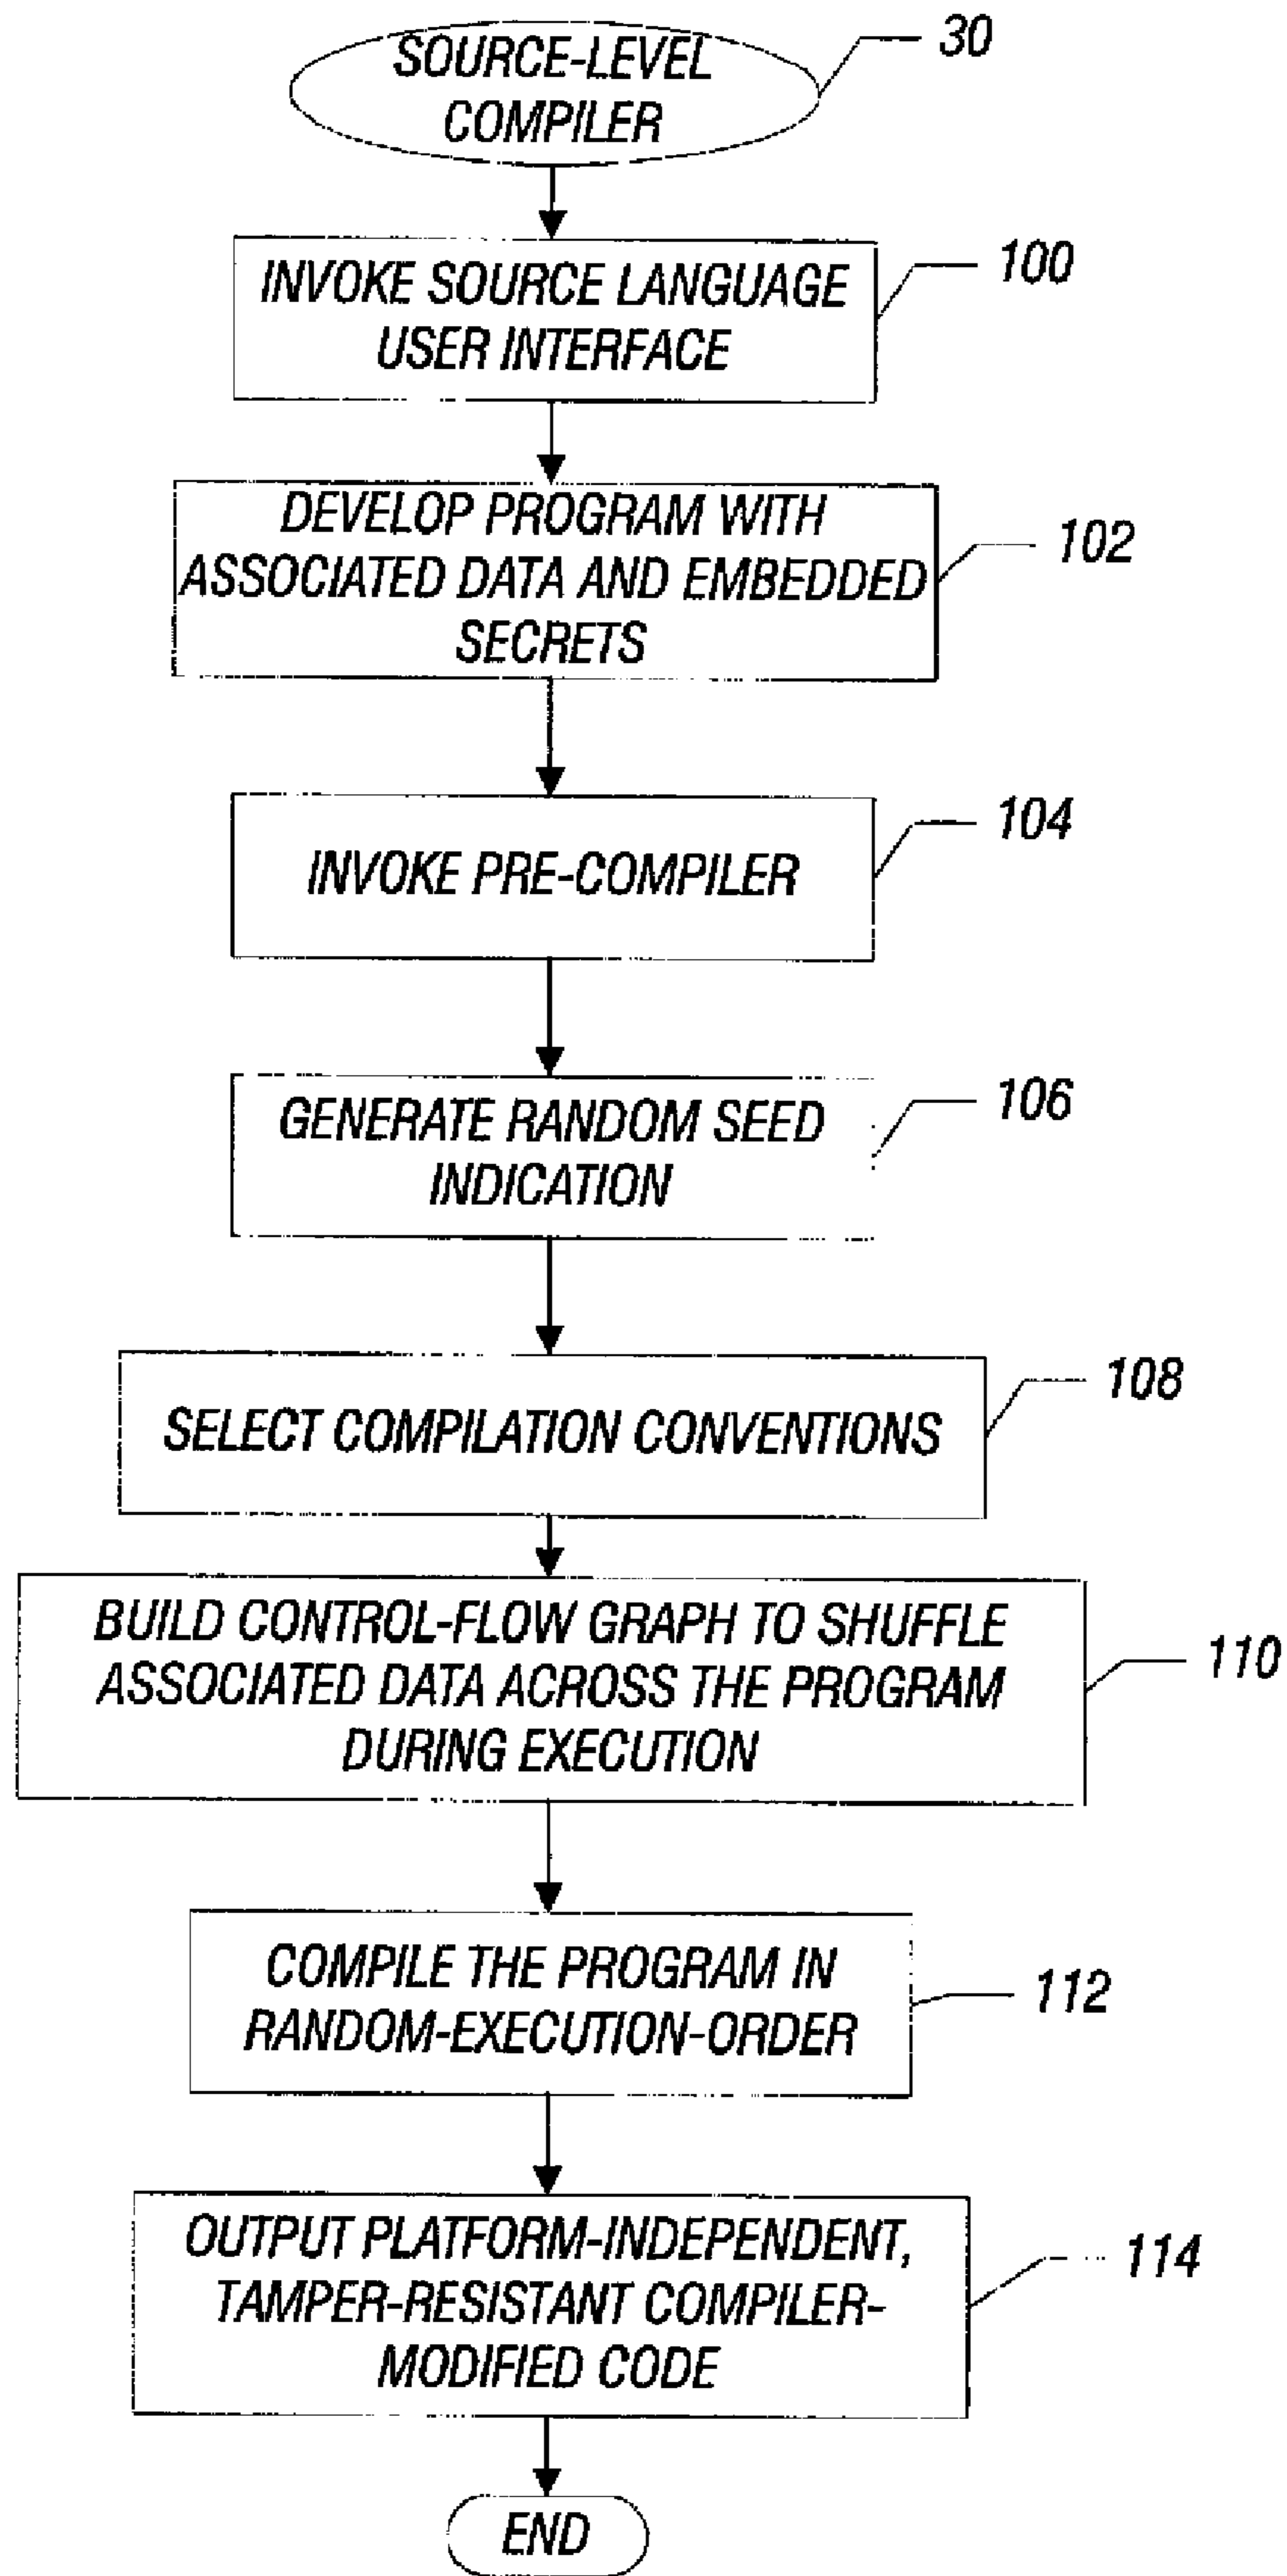 SOURCE-LEVEL
COMPILER
30
INVOKE SOURCE LANGUAGE
USER INTERFACE
100
DEVELOP PROGRAM WITH
ASSOCIATED DATA AND EMBEDDED
SECRETS
102
INVOKE PRE-COMPILER
104
GENERATE RANDOM SEED
INDICATION
106
SELECT COMPILATION CONVENTIONS
108
BUILD CONTROL-FLOW GRAPH TO SHUFFLE
ASSOCIATED DATA ACROSS THE PROGRAM
DURING EXECUTION
110
COMPILE THE PROGRAM IN
RANDOM-EXECUTION-ORDER
112
OUTPUT PLATFORM-INDEPENDENT,
TAMPER-RESISTANT COMPILER-
MODIFIED CODE
114
END